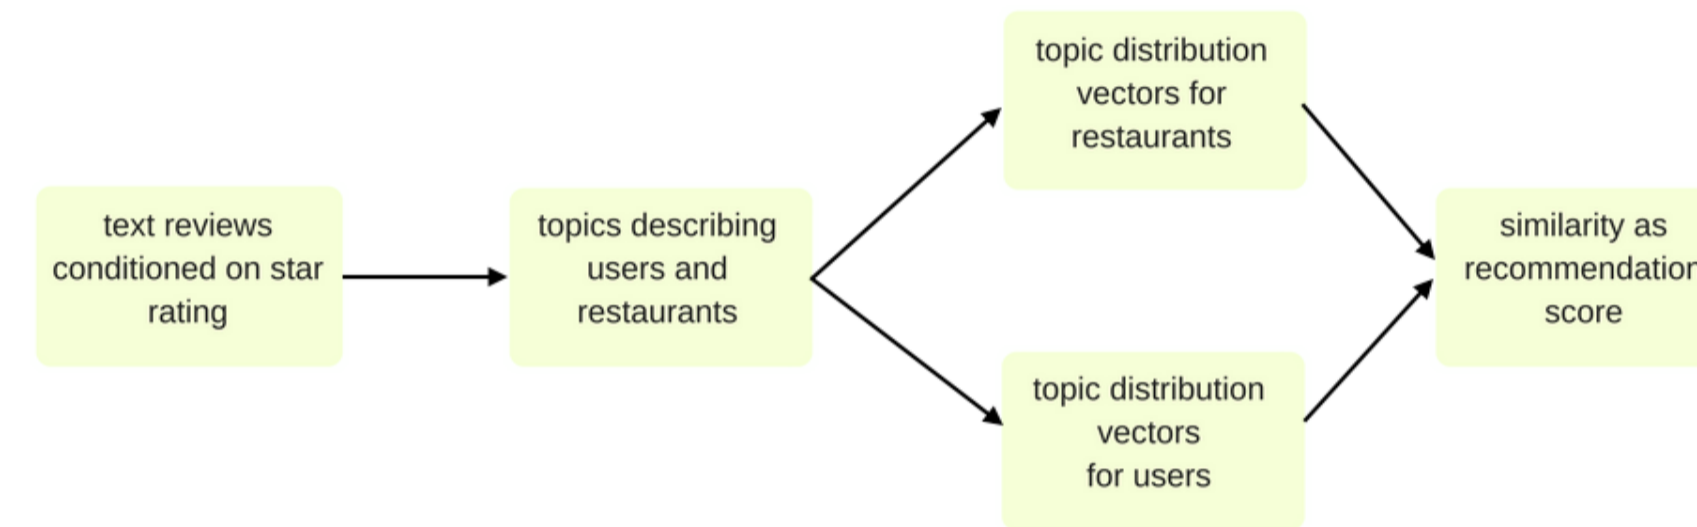 text reviews
conditioned on star
rating
topics describing
users and
restaurants
topic distribution
vectors for
restaurants
topic distribution
vectors
for users
similarity as
recommendation
score